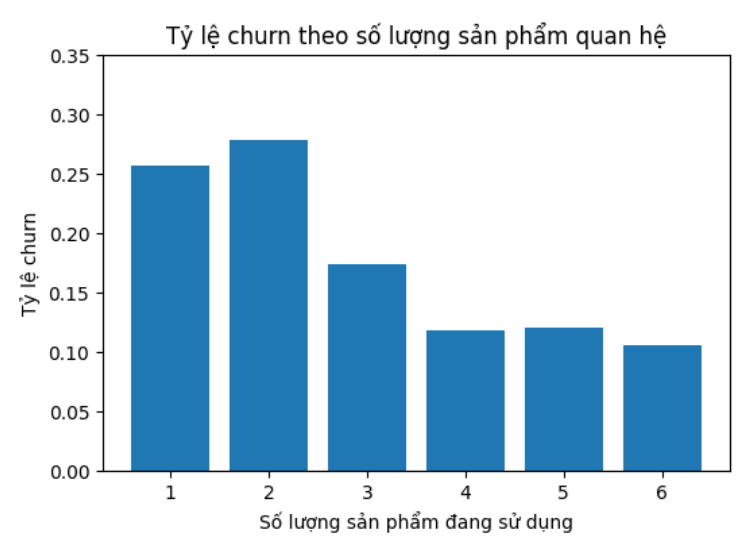 Tỷ lệ churn theo số lượng sản phẩm quan hệ
0.35
0.30
0.25
0.20
0.15
0.10
0.05
0.00
Tỷ lệ churn
1 2 3 4 5 6
Số lượng sản phẩm đang sử dụng